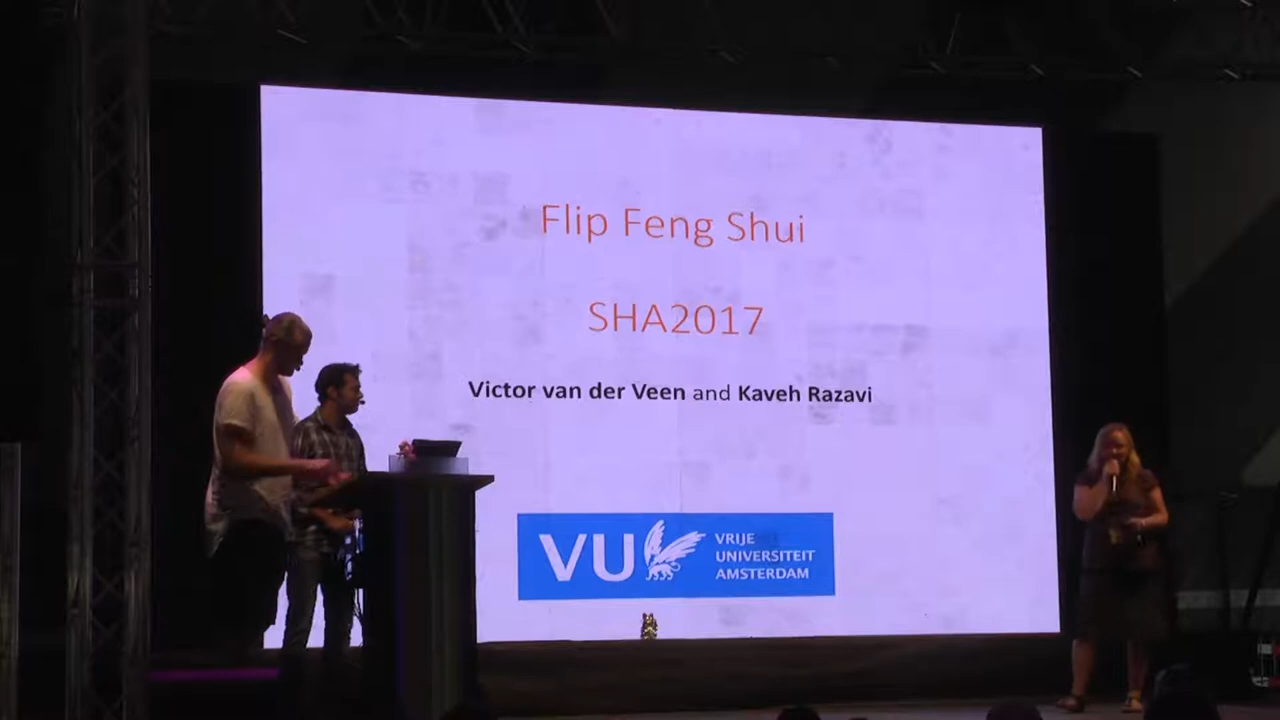 Flip Feng Shui
SHA2017
Victor van der Veen and Kaveh Razavi
VU
VRIJE
UNIVERSITEIT
AMSTERDAM